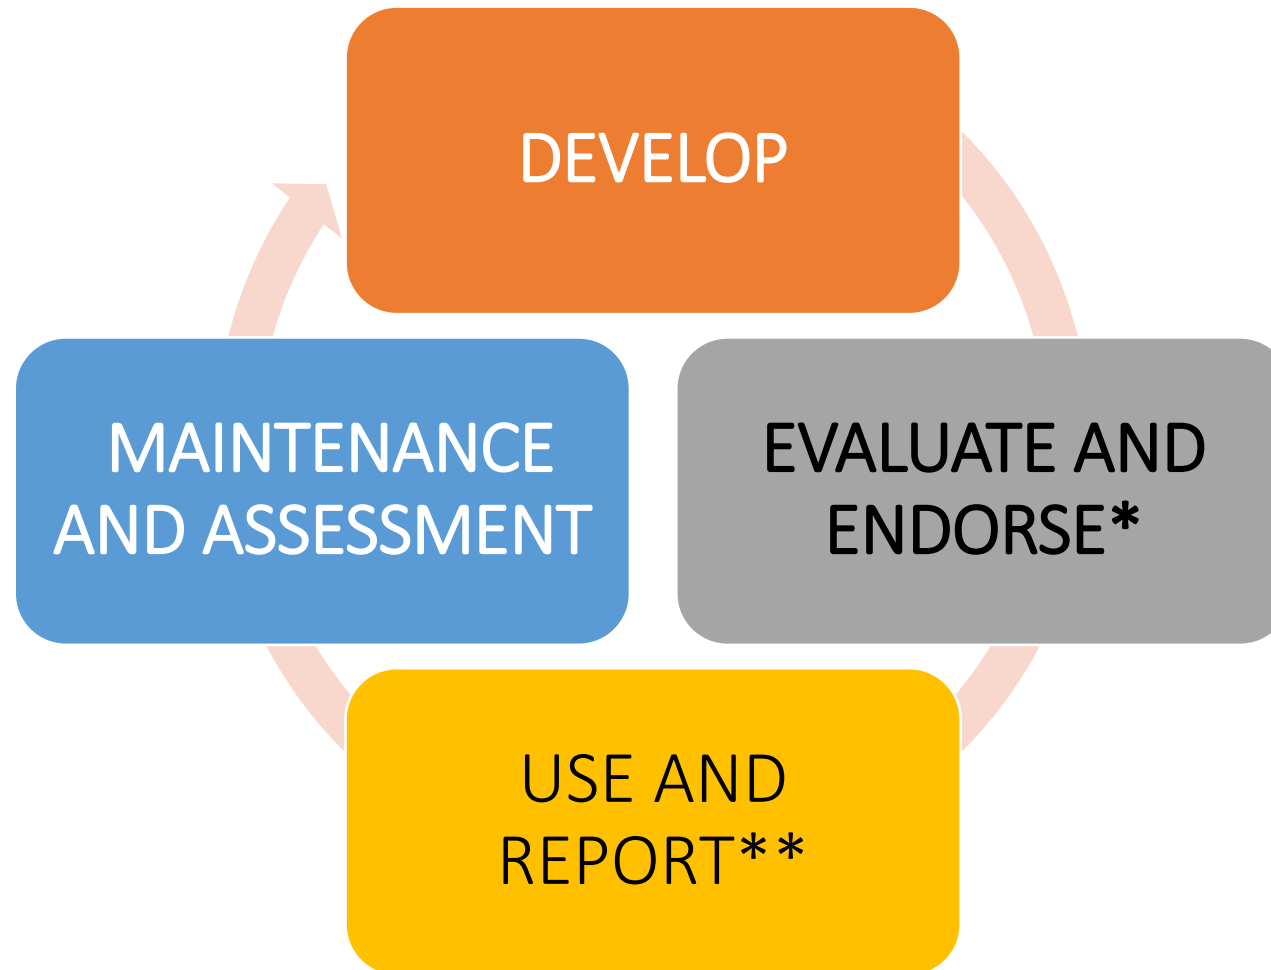 DEVELOP
EVALUATE AND
ENDORSE*
USE AND
REPORT**
MAINTENANCE
AND ASSESSMENT